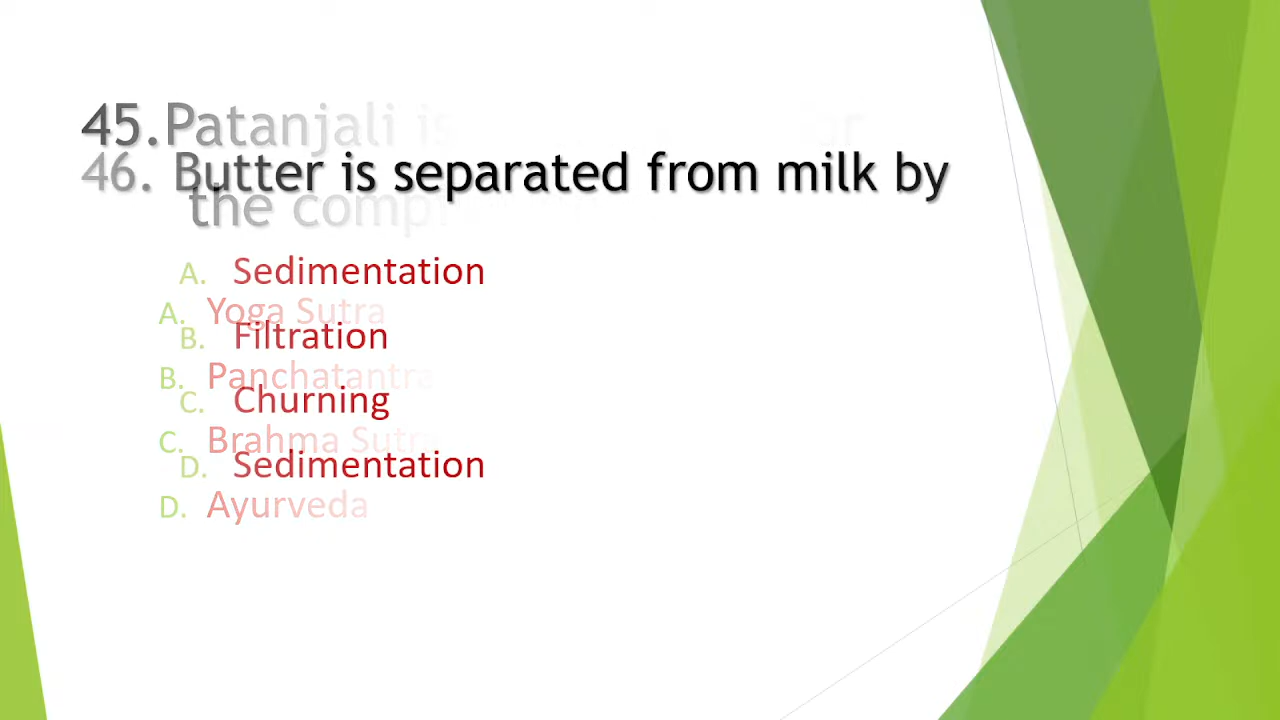 45.Patanjali is
46. Butter is separated from milk by
the
A. Sedimentation
A. Yoga Sutra
B. Filtration
B. Panchatantra
C. Churning
C. Brahma Sutra
D. Sedimentation
D. Ayurveda